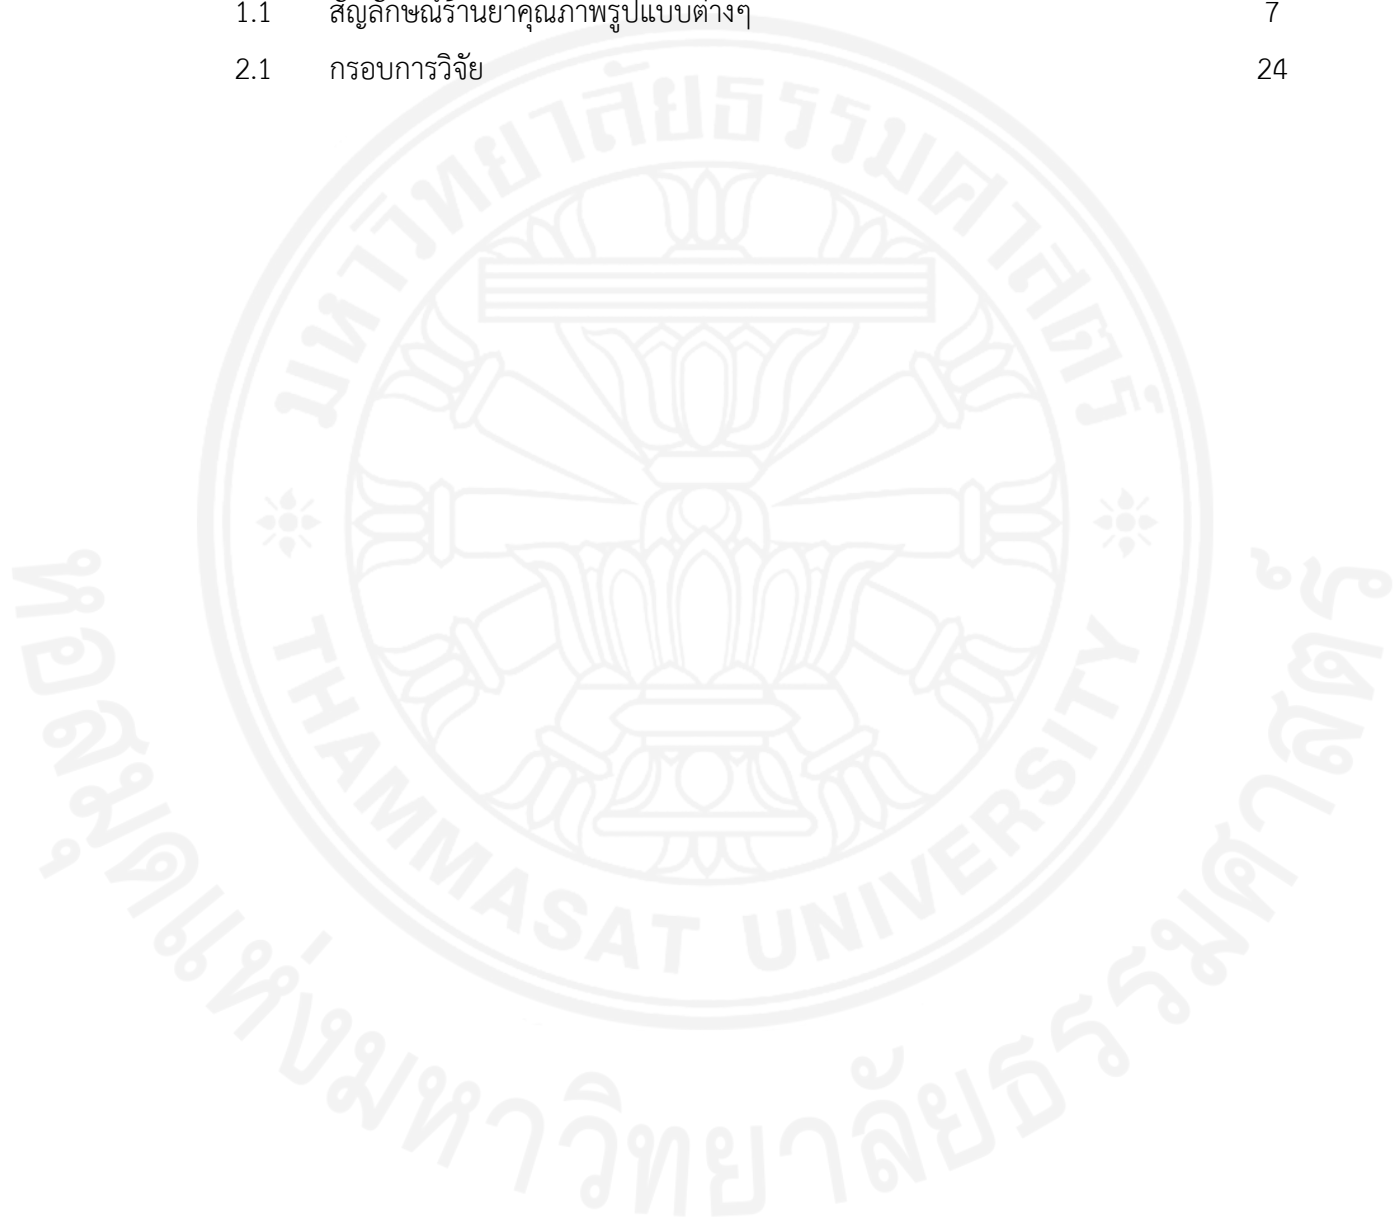 1.1 สัญลักษณ์ร้านยาคุณภาพรูปแบบต่างๆ 7
2.1 กรอบการวิจัย 24
มหาวิทยาลัยธรรมศาสตร์
THAMMASAT UNIVERSITY
หอสมุดแห่งมหาวิทยาลัยธรรมศาสตร์